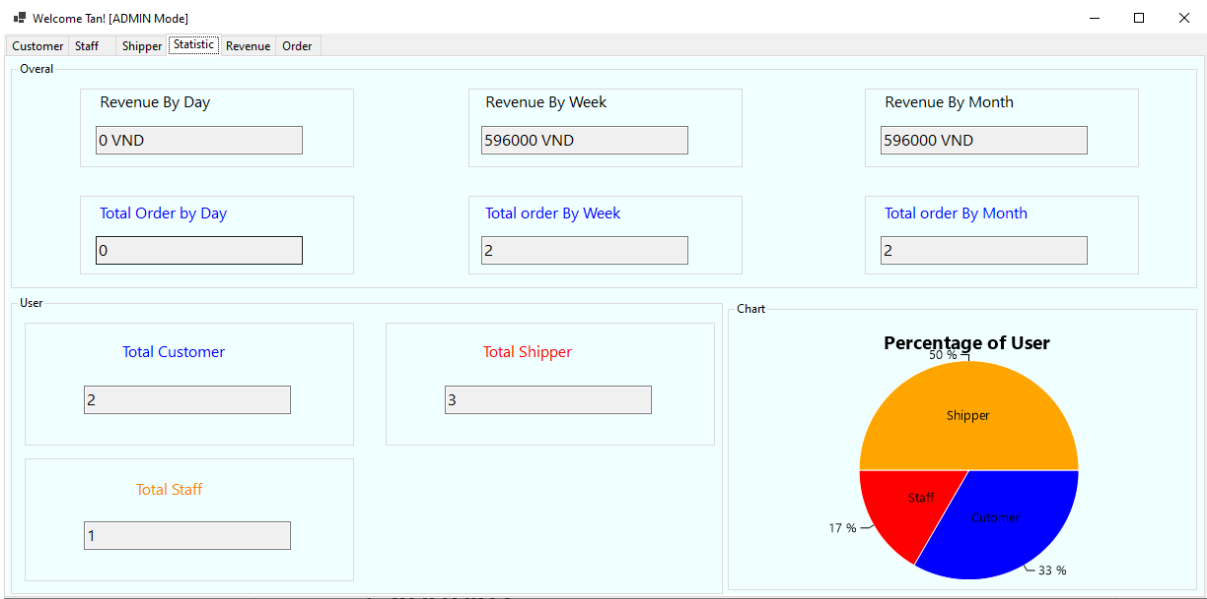 Welcome Tan! [ADMIN Mode]
Customer Staff Shipper Statistic Revenue Order
Overal
Revenue By Day
0 VND
Revenue By Week
596000 VND
Revenue By Month
596000 VND
Total Order by Day
0
Total order By Week
2
Total order By Month
2
User
Total Customer
2
Total Shipper
3
Total Staff
1
Chart
Percentage of User
50 %
Shipper
Staff
Cutomer
17 %
33 %